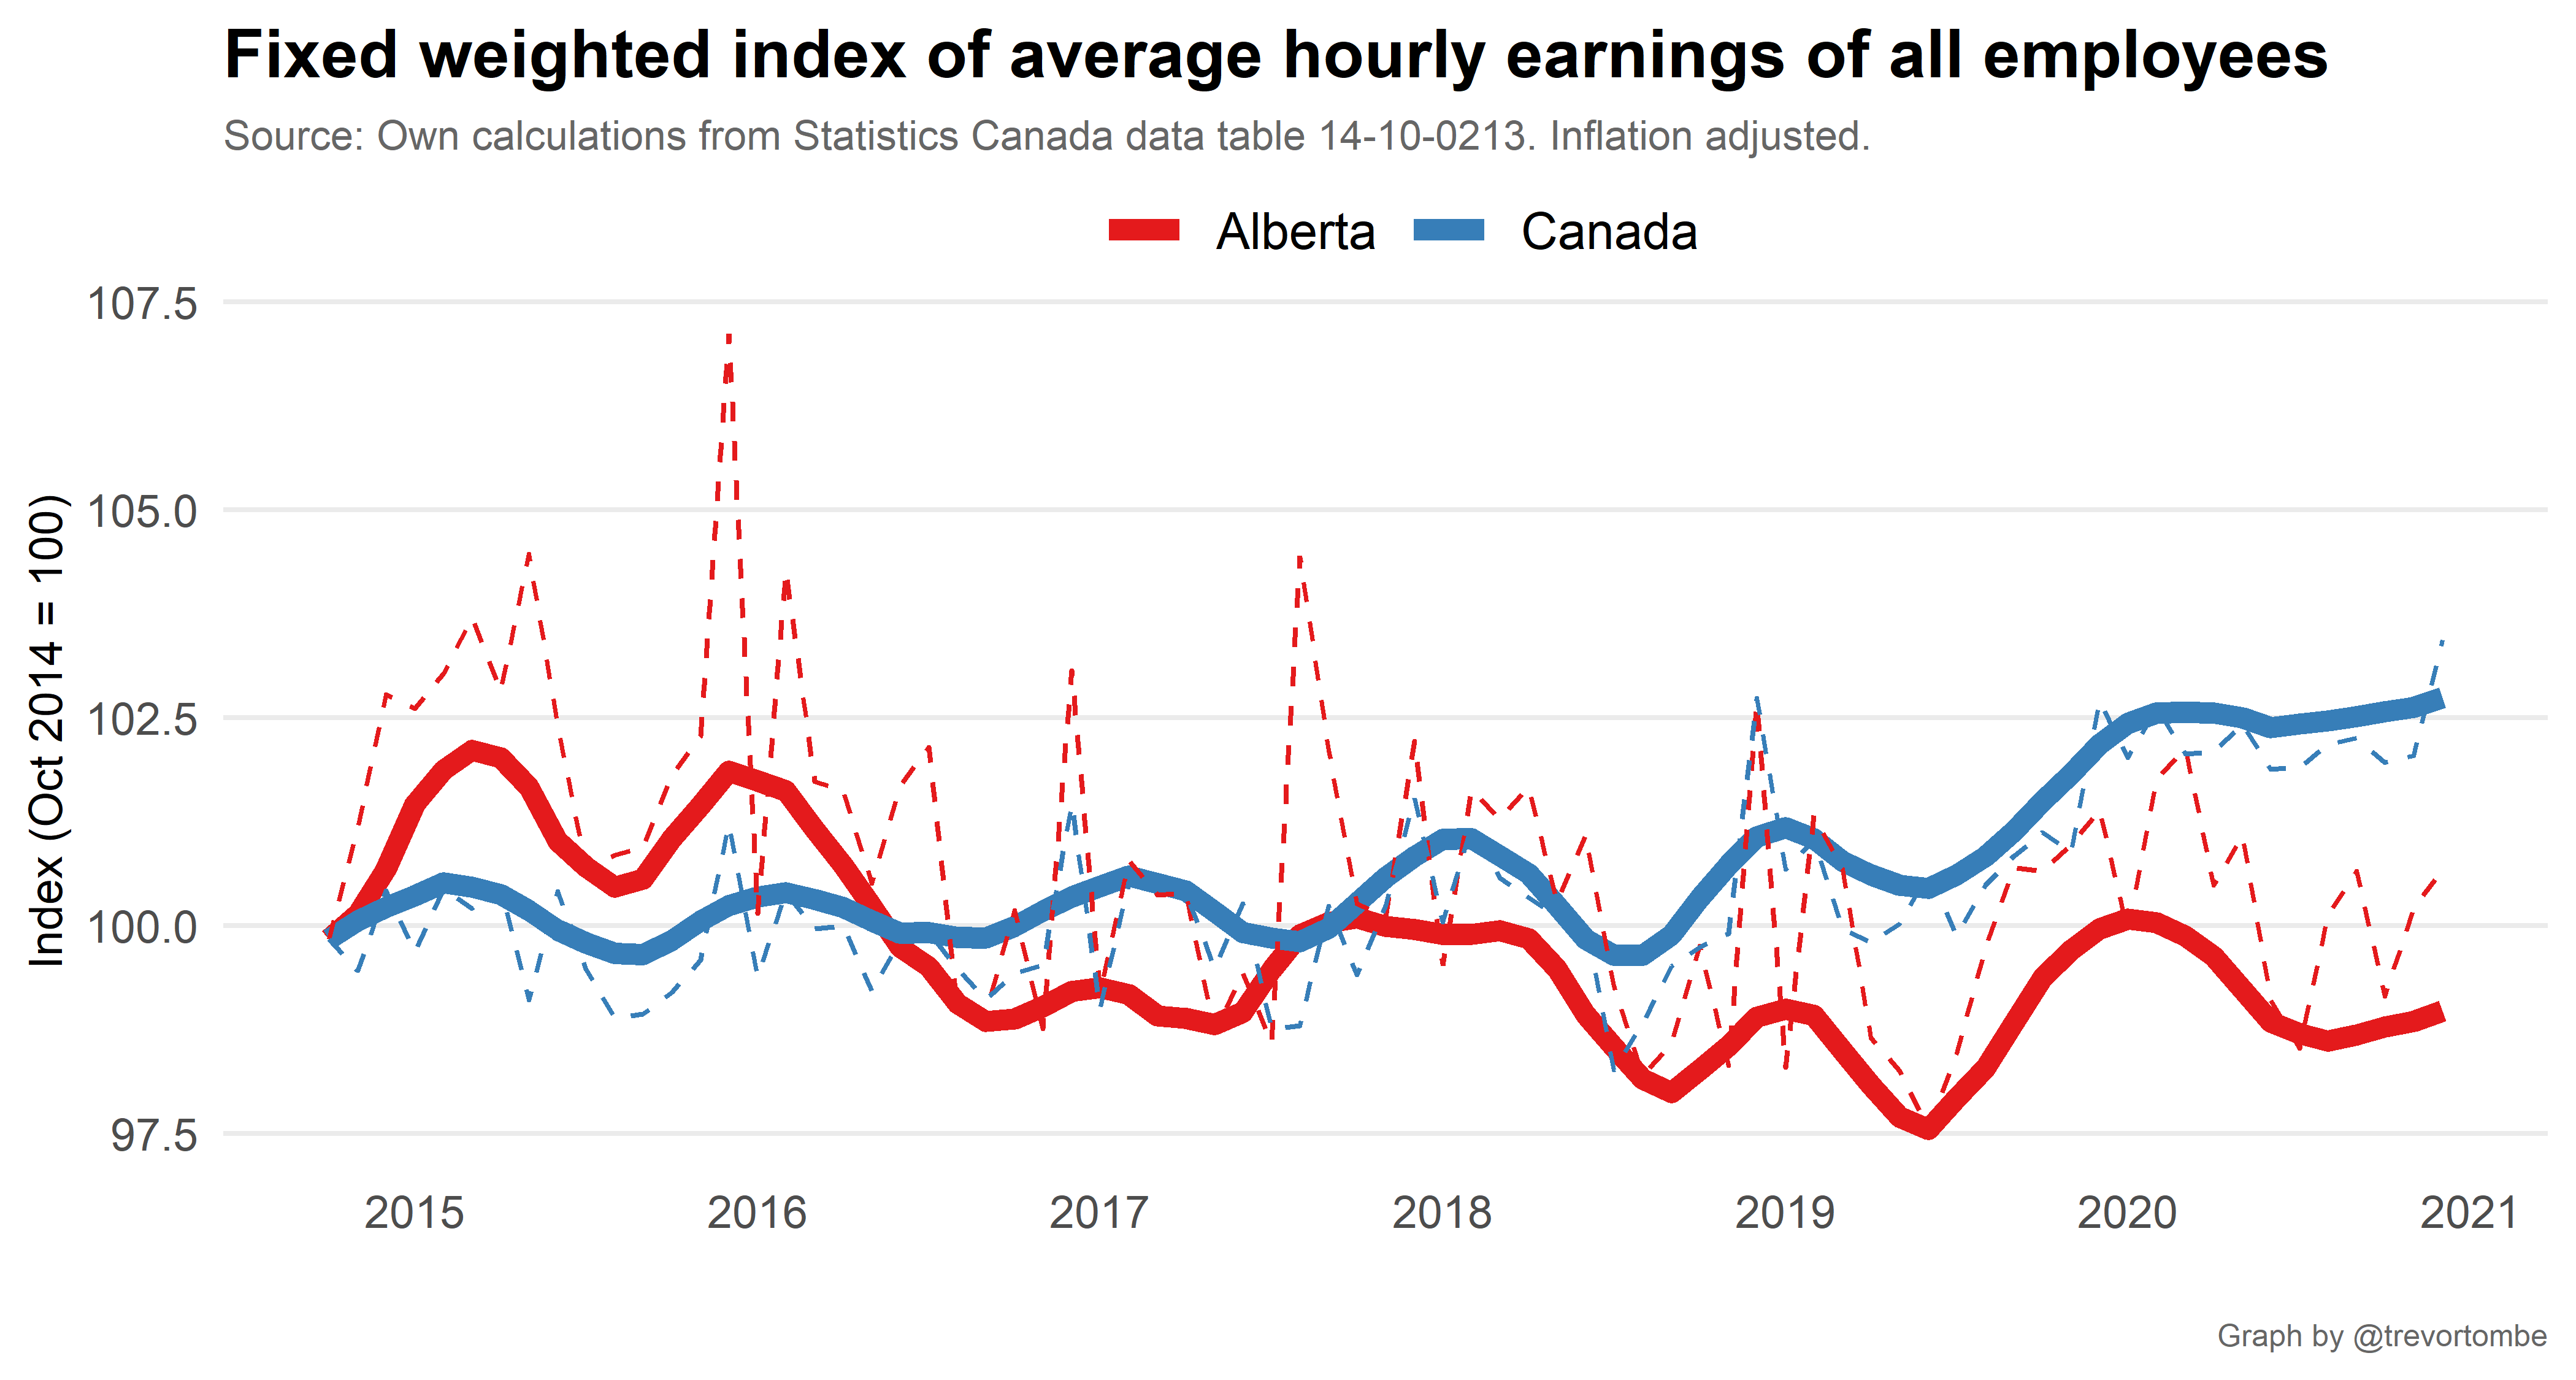 Fixed weighted index of average hourly earnings of all employees
Source: Own calculations from Statistics Canada data table 14-10-0213. Inflation adjusted.
Alberta Canada
107.5
105.0
102.5
100.0
97.5
Index (Oct 2014 = 100)
2015 2016 2017 2018 2019 2020 2021
Graph by @trevortombe